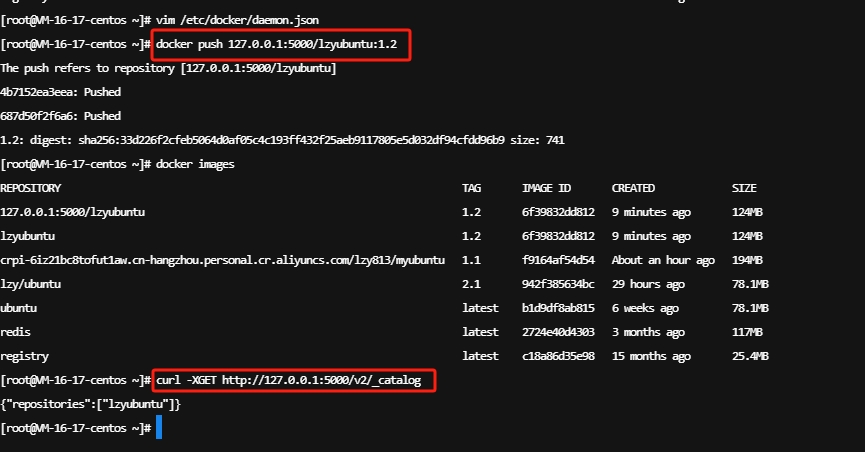 [root@VM-16-17-centos ~]# vim /etc/docker/daemon.json
[root@VM-16-17-centos ~]# docker push 127.0.0.1:5000/lzyubuntu:1.2
The push refers to repository [127.0.0.1:5000/lzyubuntu]
4b7152ea3eea: Pushed
687d50f2f6a6: Pushed
1.2: digest: sha256:33d226f2cfeb5064d0af05c4c193ff432f25aeb9117805e5d032df94cfdd96b9 size: 741
[root@VM-16-17-centos ~]# docker images
REPOSITORY TAG IMAGE ID CREATED SIZE
127.0.0.1:5000/lzyubuntu 1.2 6f39832dd812 9 minutes ago 124MB
lzyubuntu 1.2 6f39832dd812 9 minutes ago 124MB
crpi-6iz21bc8tofut1aw.cn-hangzhou.personal.cr.aliyuncs.com/lzy813/myubuntu 1.1 f9164af54d54 About an hour ago 194MB
lzy/ubuntu 2.1 942f385634bc 29 hours ago 78.1MB
ubuntu latest b1d9df8ab815 6 weeks ago 78.1MB
redis latest 2724e40d4303 3 months ago 117MB
registry latest c18a86d35e98 15 months ago 25.4MB
[root@VM-16-17-centos ~]# curl -XGET http://127.0.0.1:5000/v2/_catalog
{"repositories":["lzyubuntu"]}
[root@VM-16-17-centos ~]#